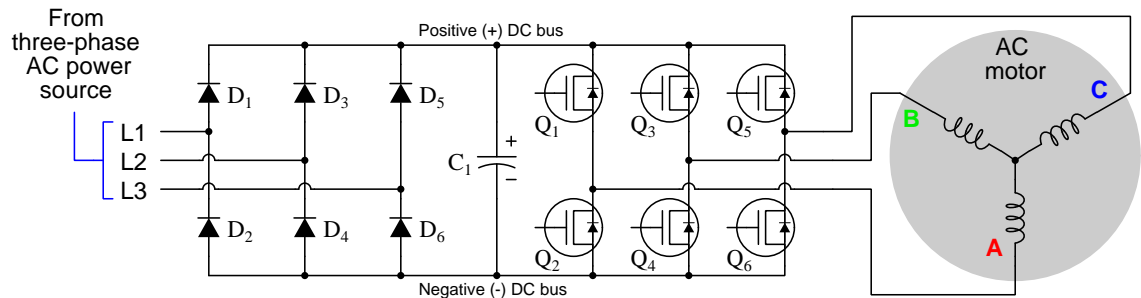 From
three-phase
AC power
source
L1
L2
L3
Positive (+) DC bus
D1
D3
D5
D2
D4
D6
C1
+
−
Q1
Q3
Q5
Q2
Q4
Q6
Negative (-) DC bus
AC
motor
B
C
A